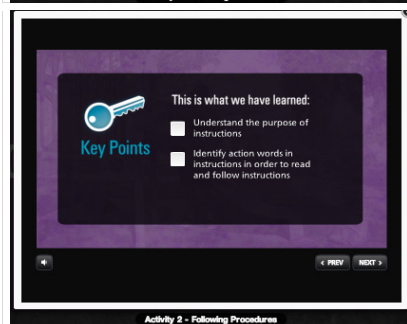 This is what we have learned:
Understand the purpose of
instructions
Key Points
Identify action words in
instructions in order to read
and follow instructions
< PREV
NEXT >
Activity 2 - Following Procedures